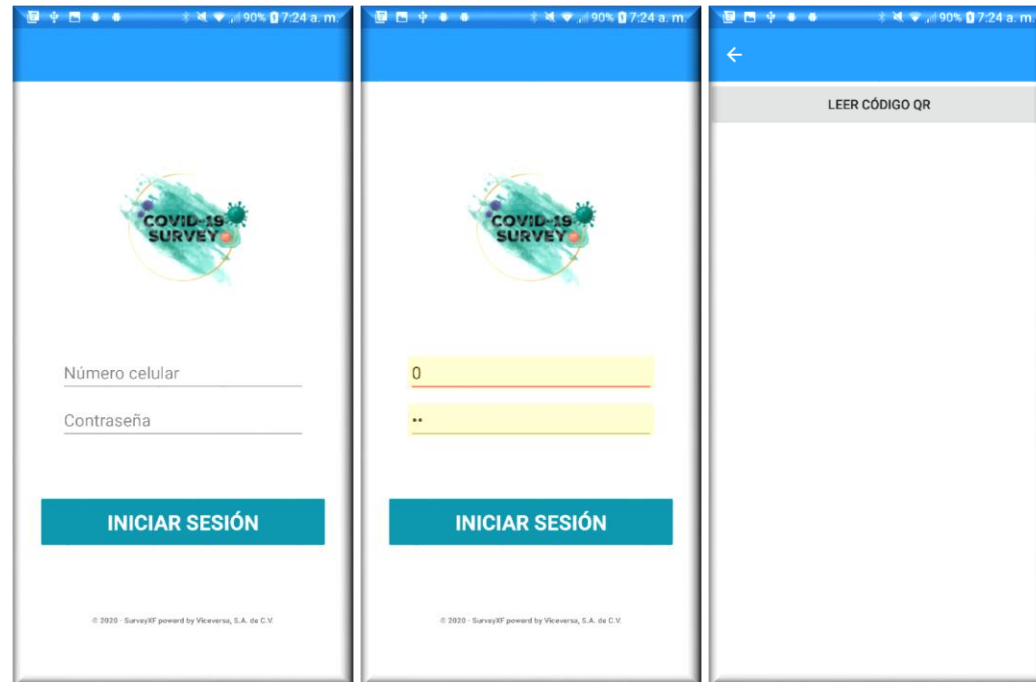 90% 7:24 a. m.
COVID-19
SURVEY
Número celular
Contraseña
INICIAR SESIÓN
© 2020 - SurveyXF powerd by Viceversa, S.A. de C.V.
90% 7:24 a. m.
COVID-19
SURVEY
0
••
INICIAR SESIÓN
© 2020 - SurveyXF powerd by Viceversa, S.A. de C.V.
90% 7:24 a. m.
LEER CÓDIGO QR